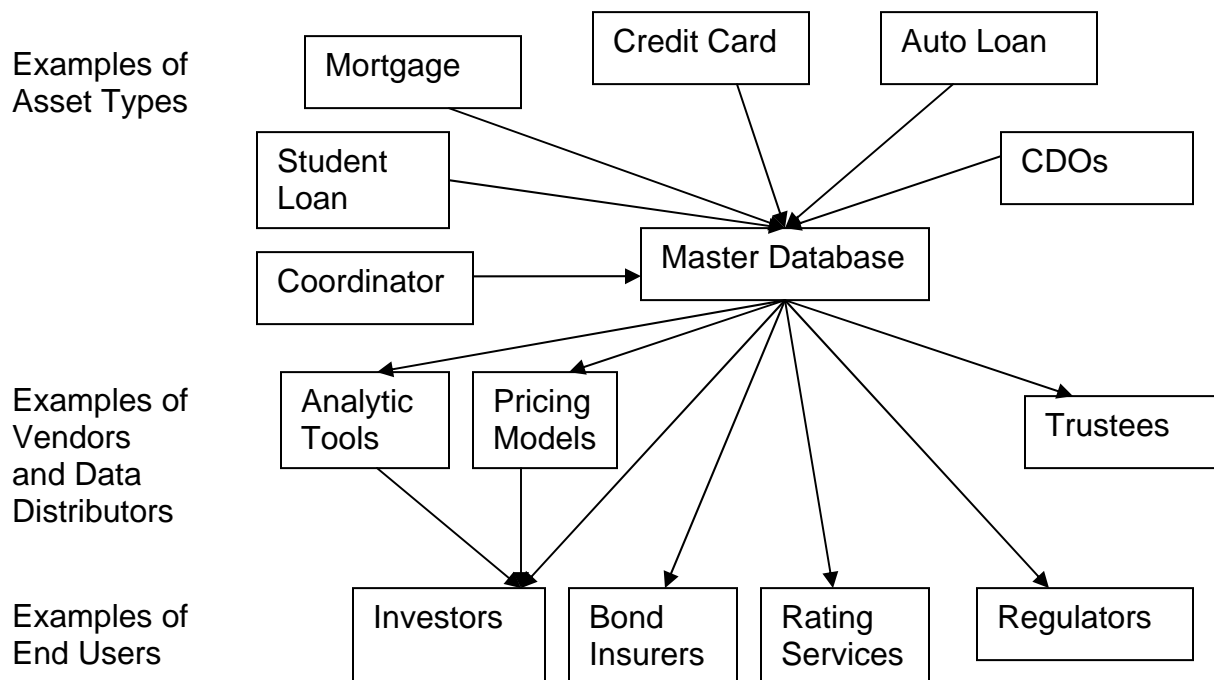 Examples of
Asset Types
Mortgage
Credit Card
Auto Loan
Student
Loan
CDOs
Coordinator
Master Database
Examples of
Vendors
and Data
Distributors
Analytic
Tools
Pricing
Models
Trustees
Examples of
End Users
Investors
Bond
Insurers
Rating
Services
Regulators